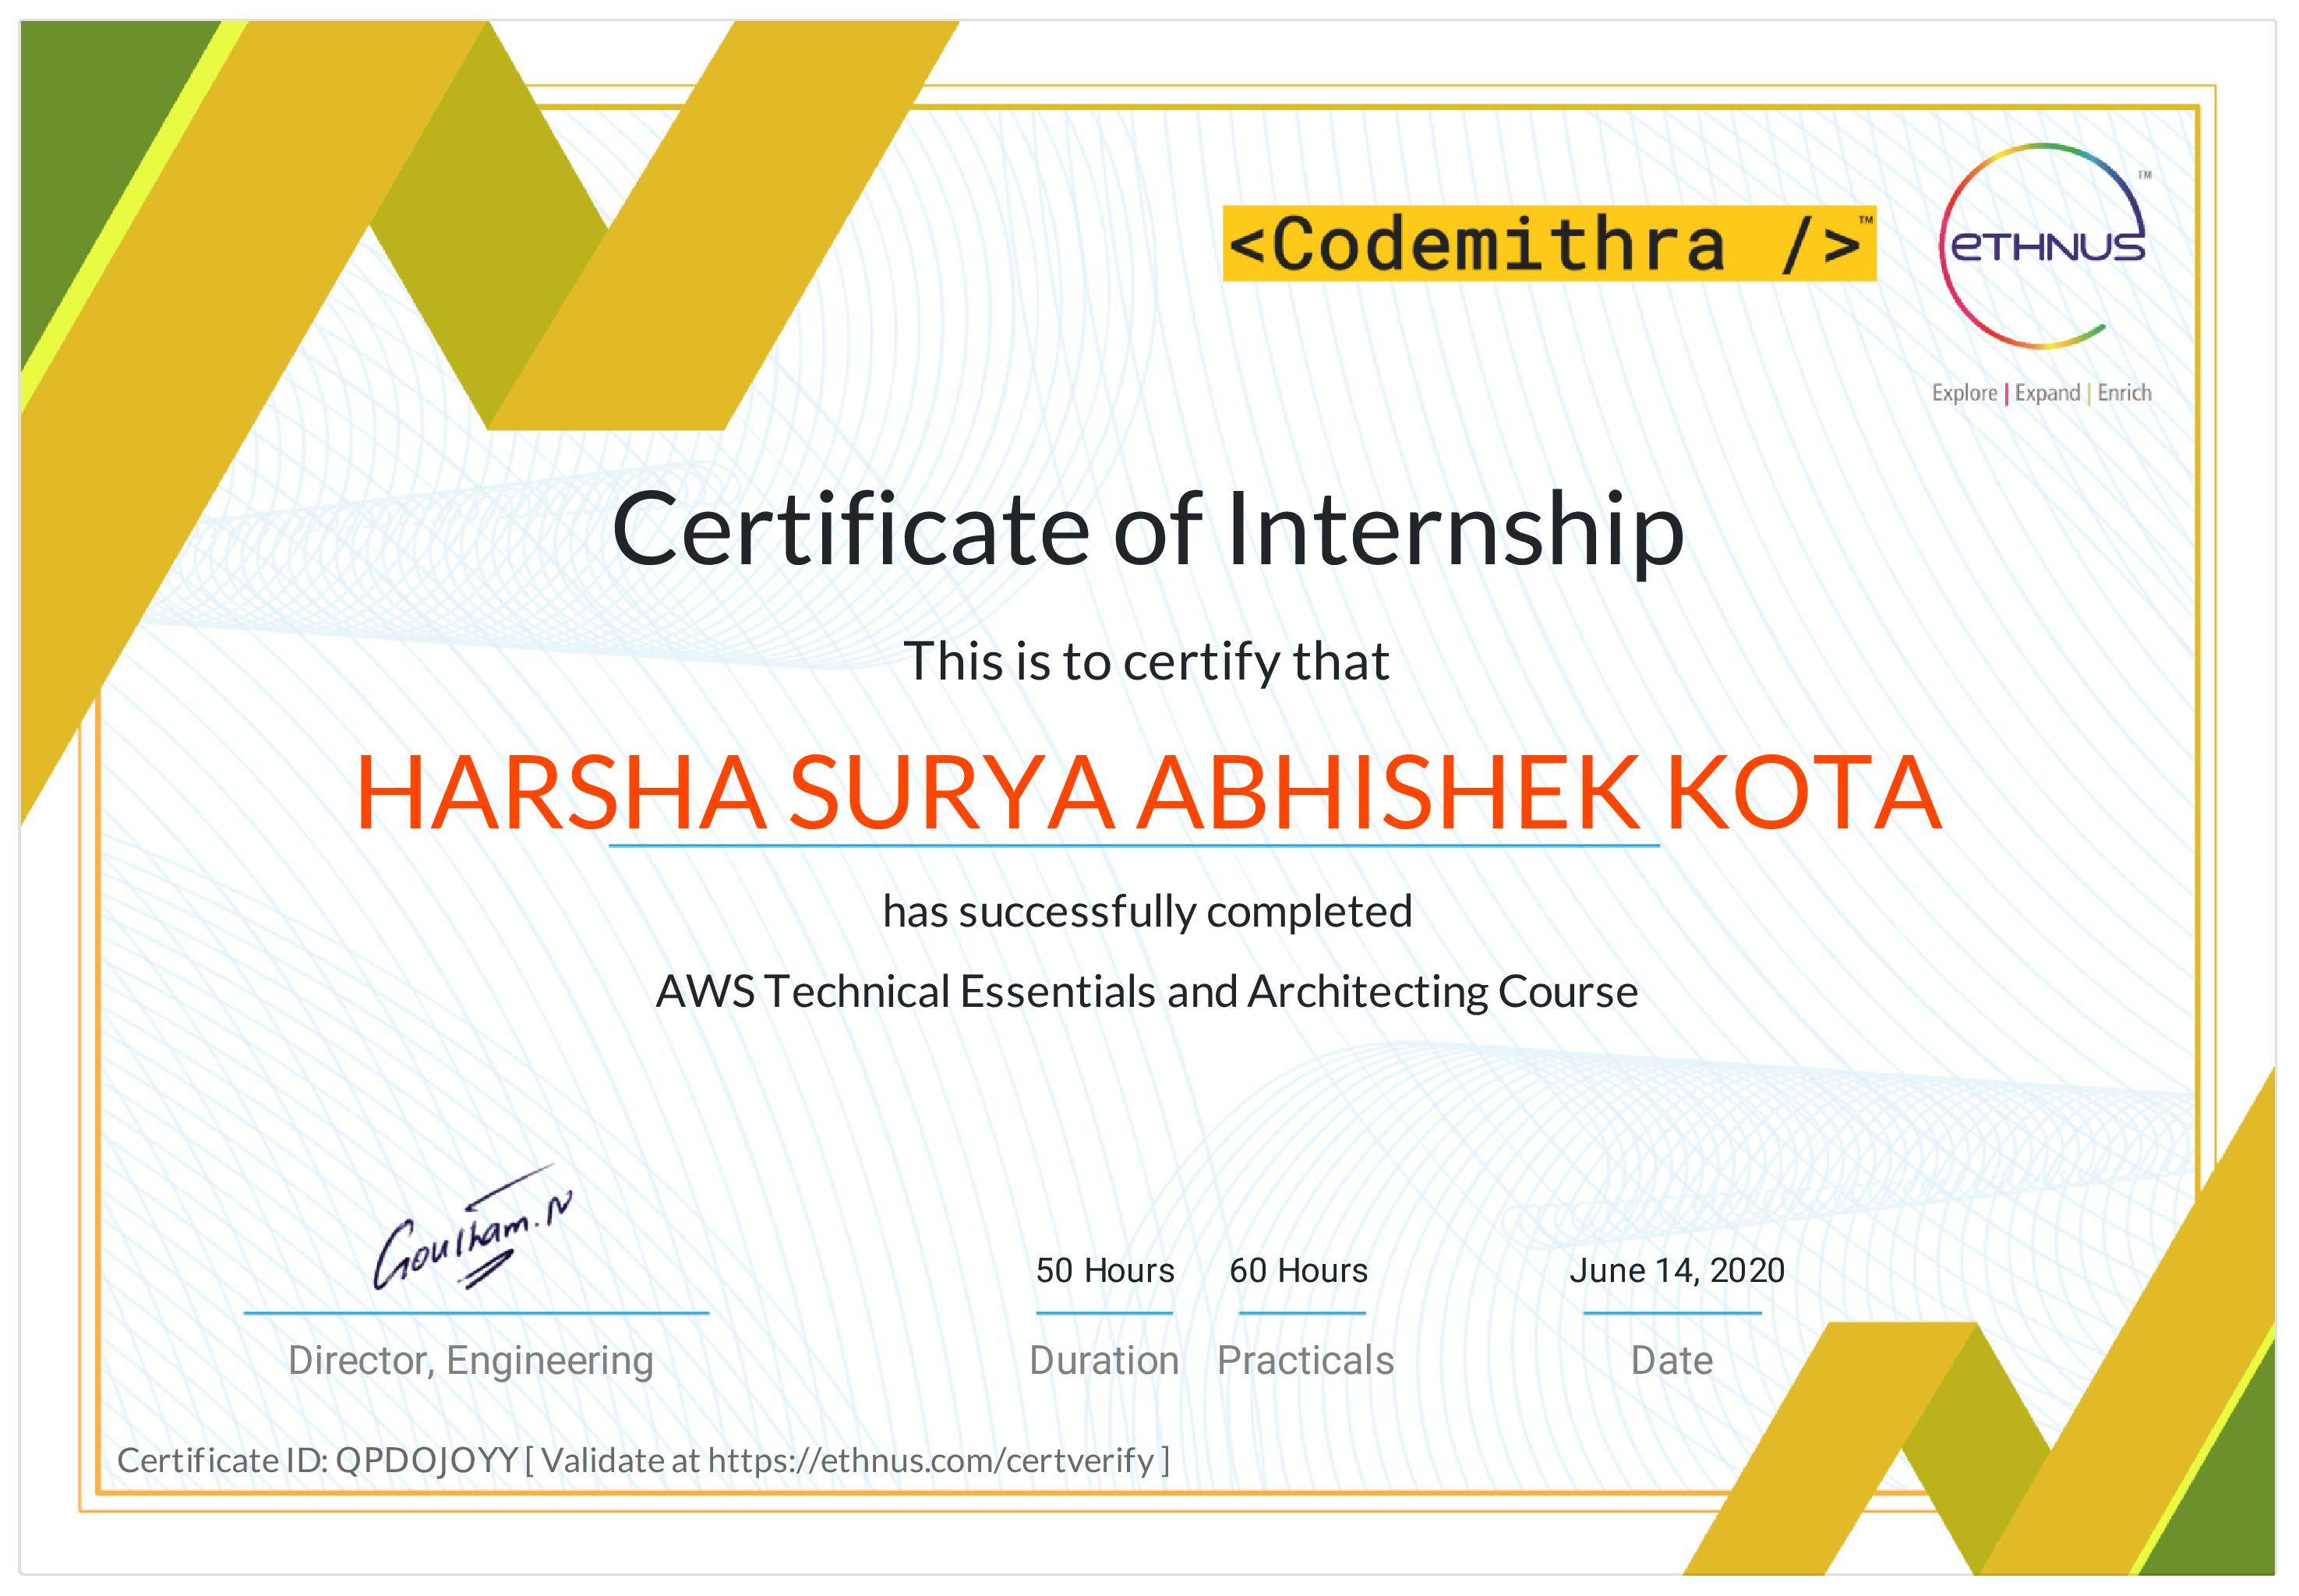 <Codemithra />™
eTHNUS™
Explore | Expand | Enrich
Certificate of Internship
This is to certify that
HARSHA SURYA ABHISHEK KOTA
has successfully completed
AWS Technical Essentials and Architecting Course
Goutham.N
50 Hours 60 Hours June 14, 2020
Director, Engineering Duration Practicals Date
Certificate ID: QPDOJOYY [ Validate at https://ethnus.com/certverify ]